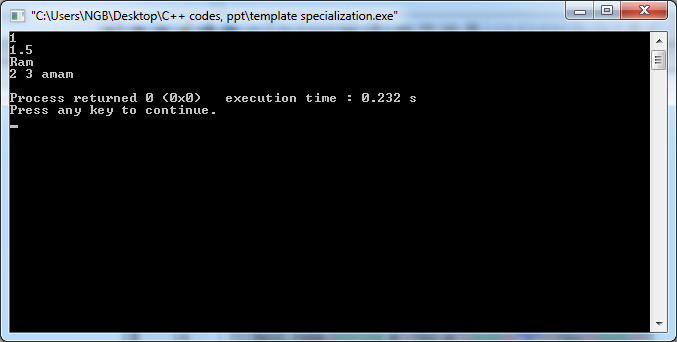 "C:\Users\NGB\Desktop\C++ codes, ppt\template specialization.exe"
1
1.5
Ram
2 3 amam
Process returned 0 (0x0)   execution time : 0.232 s
Press any key to continue.